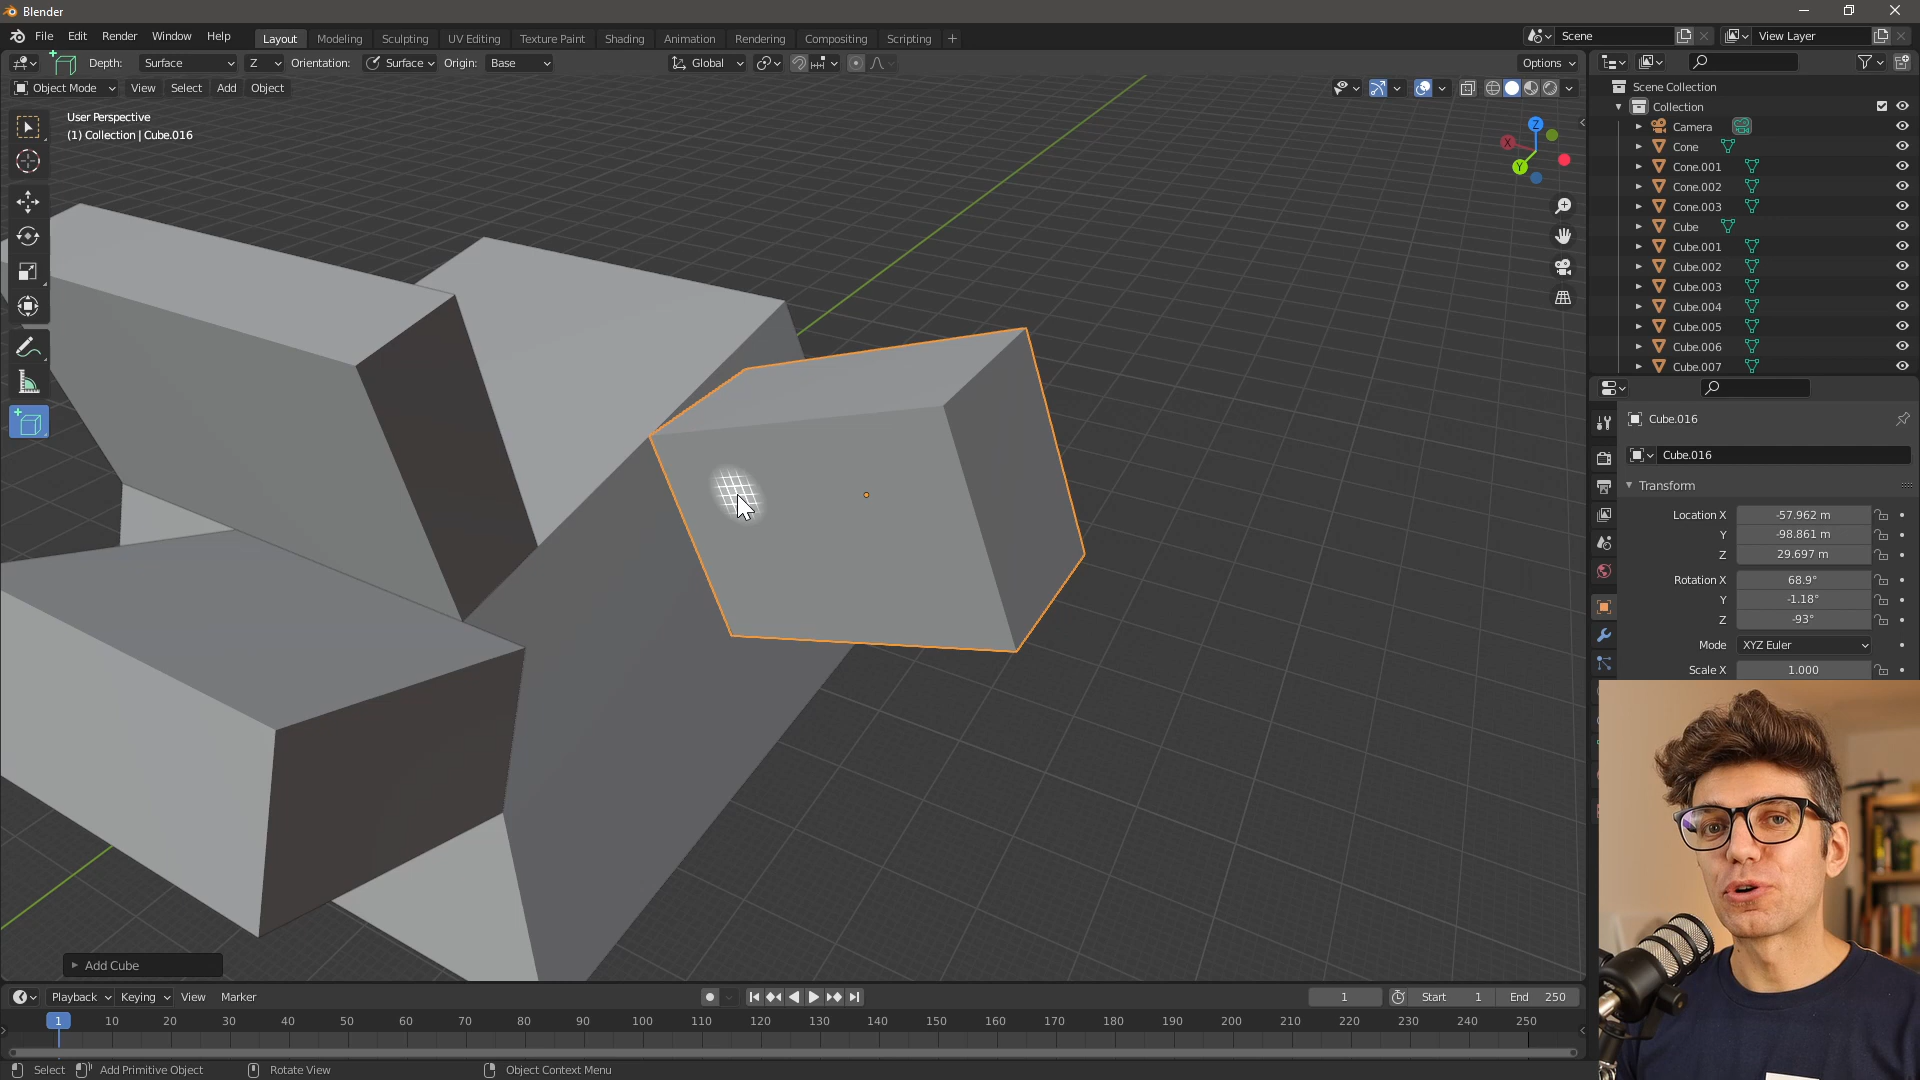 Blender
File Edit Render Window Help Layout Modeling Sculpting UV Editing Texture Paint Shading Animation Rendering Compositing Scripting + Scene View Layer
Depth: Surface Z Orientation: Surface Origin: Base Global Options
Object Mode View Select Add Object
User Perspective
(1) Collection | Cube.016
X
Y
Z
Scene Collection
Collection
Camera
Cone
Cone.001
Cone.002
Cone.003
Cube
Cube.001
Cube.002
Cube.003
Cube.004
Cube.005
Cube.006
Cube.007
Cube.016
Cube.016
Transform
Location X -57.962 m
Y -98.861 m
Z 29.697 m
Rotation X 68.9°
Y -1.18°
Z -93°
Mode XYZ Euler
Scale X 1.000
Add Cube
Playback Keying View Marker 1 Start 1 End 250
1 10 20 30 40 50 60 70 80 90 100 110 120 130 140 150 160 170 180 190 200 210 220 230 240 250
Select Add Primitive Object Rotate View Object Context Menu